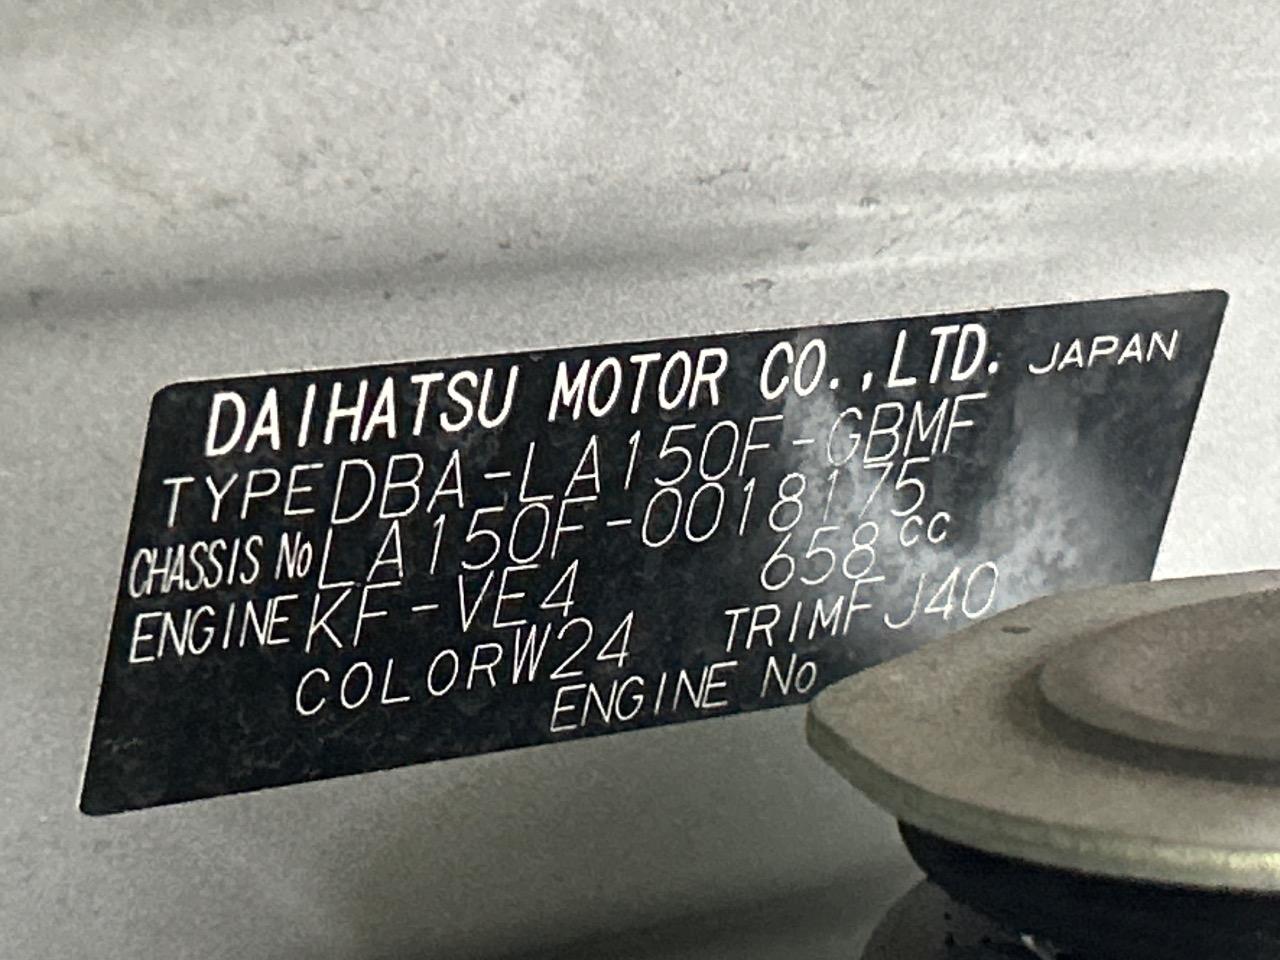 DAIHATSU MOTOR CO.,LTD. JAPAN
TYPE DBA-LA150F-GBMF
CHASSIS No LA150F-0018175
ENGINE KF-VE4 658cc
COLOR W24 TRIM FJ40
ENGINE No